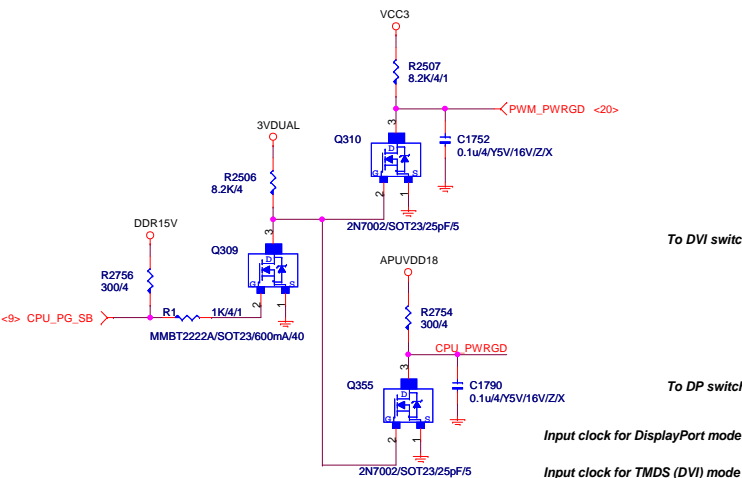 VCC3
R2507
8.2K/4/1
PWM_PWRGD <20>
3VDUAL
Q310
3
D
G
S
2
1
C1752
0.1u/4/Y5V/16V/Z/X
R2506
8.2K/4
2N7002/SOT23/25pF/5
To DVI switc
DDR15V
Q309
3
D
G
S
2
1
APUVDD18
R2756
300/4
R2754
300/4
<9> CPU_PG_SB
R1
1K/4/1
MMBT2222A/SOT23/600mA/40
CPU_PWRGD
Q355
3
D
G
S
2
1
C1790
0.1u/4/Y5V/16V/Z/X
To DP switch
Input clock for DisplayPort mode
2N7002/SOT23/25pF/5
Input clock for TMDS (DVI) mode